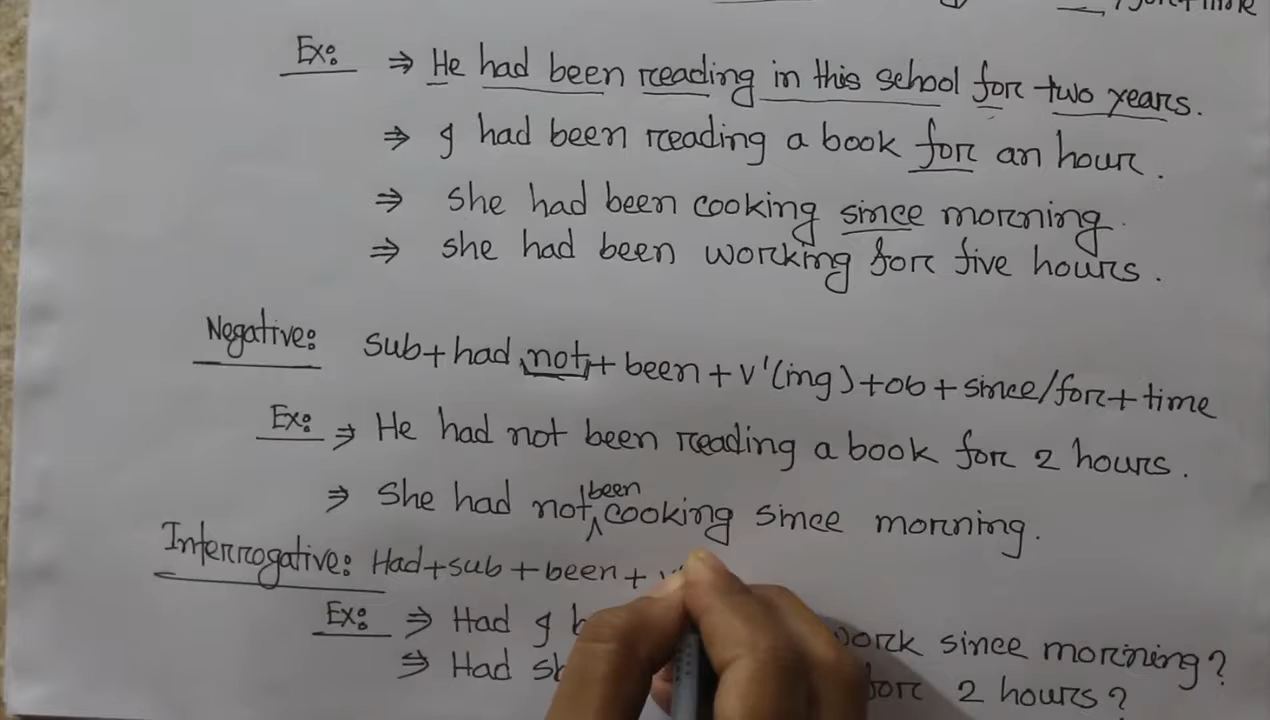 Ex: ⇒ He had been reading in this school for two years.
⇒ I had been reading a book for an hour.
⇒ she had been cooking since morning.
⇒ she had been working for five hours.
Negative: Sub+had not+been+v'(ing)+ob+since/for+time
Ex: ⇒ He had not been reading a book for 2 hours.
⇒ She had not been cooking since morning.
Interrogative: Had+sub+been+
Ex: ⇒ Had I work since morning?
⇒ Had for 2 hours?